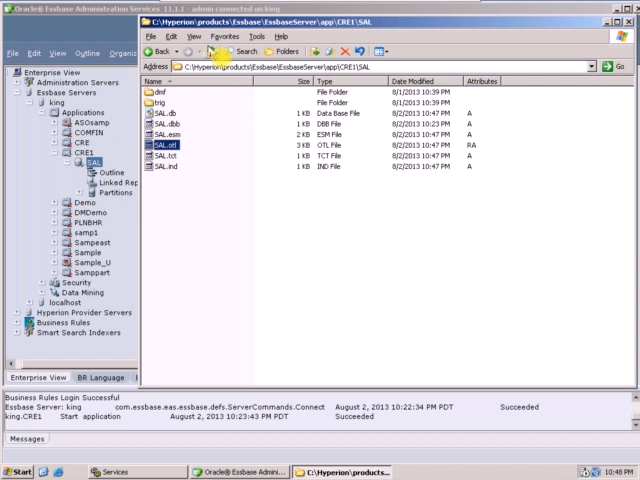 Oracle® Essbase Administration Services 11.1.1 - admin connected on king
C:\Hyperion\products\Essbase\EssbaseServer\app\CRE1\SAL
File Edit View Favorites Tools Help
File Edit View Outline Organiz
Back Search Folders
Address C:\Hyperion\products\Essbase\EssbaseServer\app\CRE1\SAL Go
Name Size Type Date Modified Attributes
dmf File Folder 8/1/2013 10:39 PM
trig File Folder 8/1/2013 10:39 PM
SAL.db 1 KB Data Base File 8/2/2013 10:47 PM A
SAL.dbb 1 KB DBB File 8/2/2013 10:23 PM A
SAL.esm 2 KB ESM File 8/2/2013 10:47 PM A
SAL.otl 3 KB OTL File 8/2/2013 10:47 PM RA
SAL.tct 1 KB TCT File 8/2/2013 10:47 PM A
SAL.ind 1 KB IND File 8/2/2013 10:47 PM A
Enterprise View
Administration Servers
Essbase Servers
king
Applications
ASOsamp
COMFIN
CRE
CRE1
SAL
Outline
Linked Rep
Partitions
Demo
DMDemo
PLNBHR
samp1
Sampeast
Sample
Sample_U
Samppart
Security
Data Mining
localhost
Hyperion Provider Servers
Business Rules
Smart Search Indexers
Enterprise View BR Language
Business Rules Login Successful
Essbase Server: king com.essbase.eas.essbase.defs.ServerCommands.Connect August 2, 2013 10:22:34 PM PDT Succeeded
king.CRE1 Start application August 2, 2013 10:23:43 PM PDT Succeeded
Messages
Start Services Oracle® Essbase Admini... C:\Hyperion\products... 10:48 PM